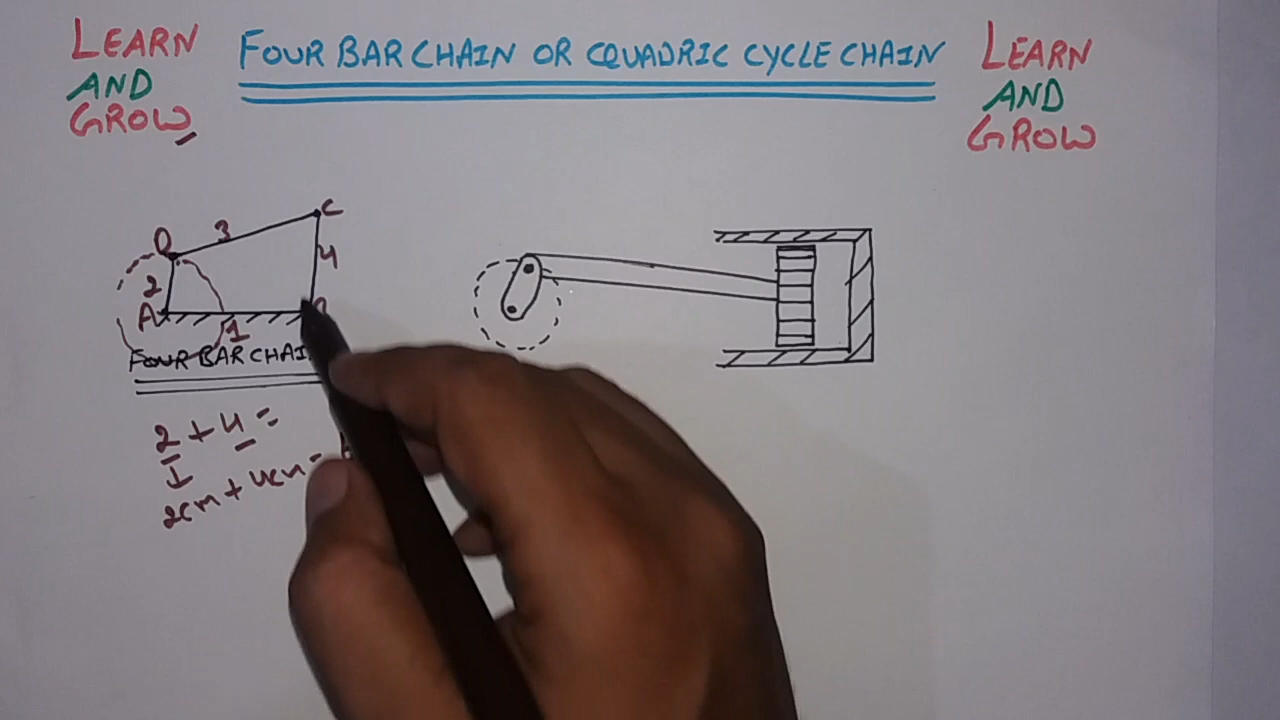 LEARN
AND
GROW
FOUR BAR CHAIN OR QUADRIC CYCLE CHAIN
LEARN
AND
GROW
D
3
C
4
2
A
1
FOUR BAR CHAI
2 + 4 =
2cm + 4cm =